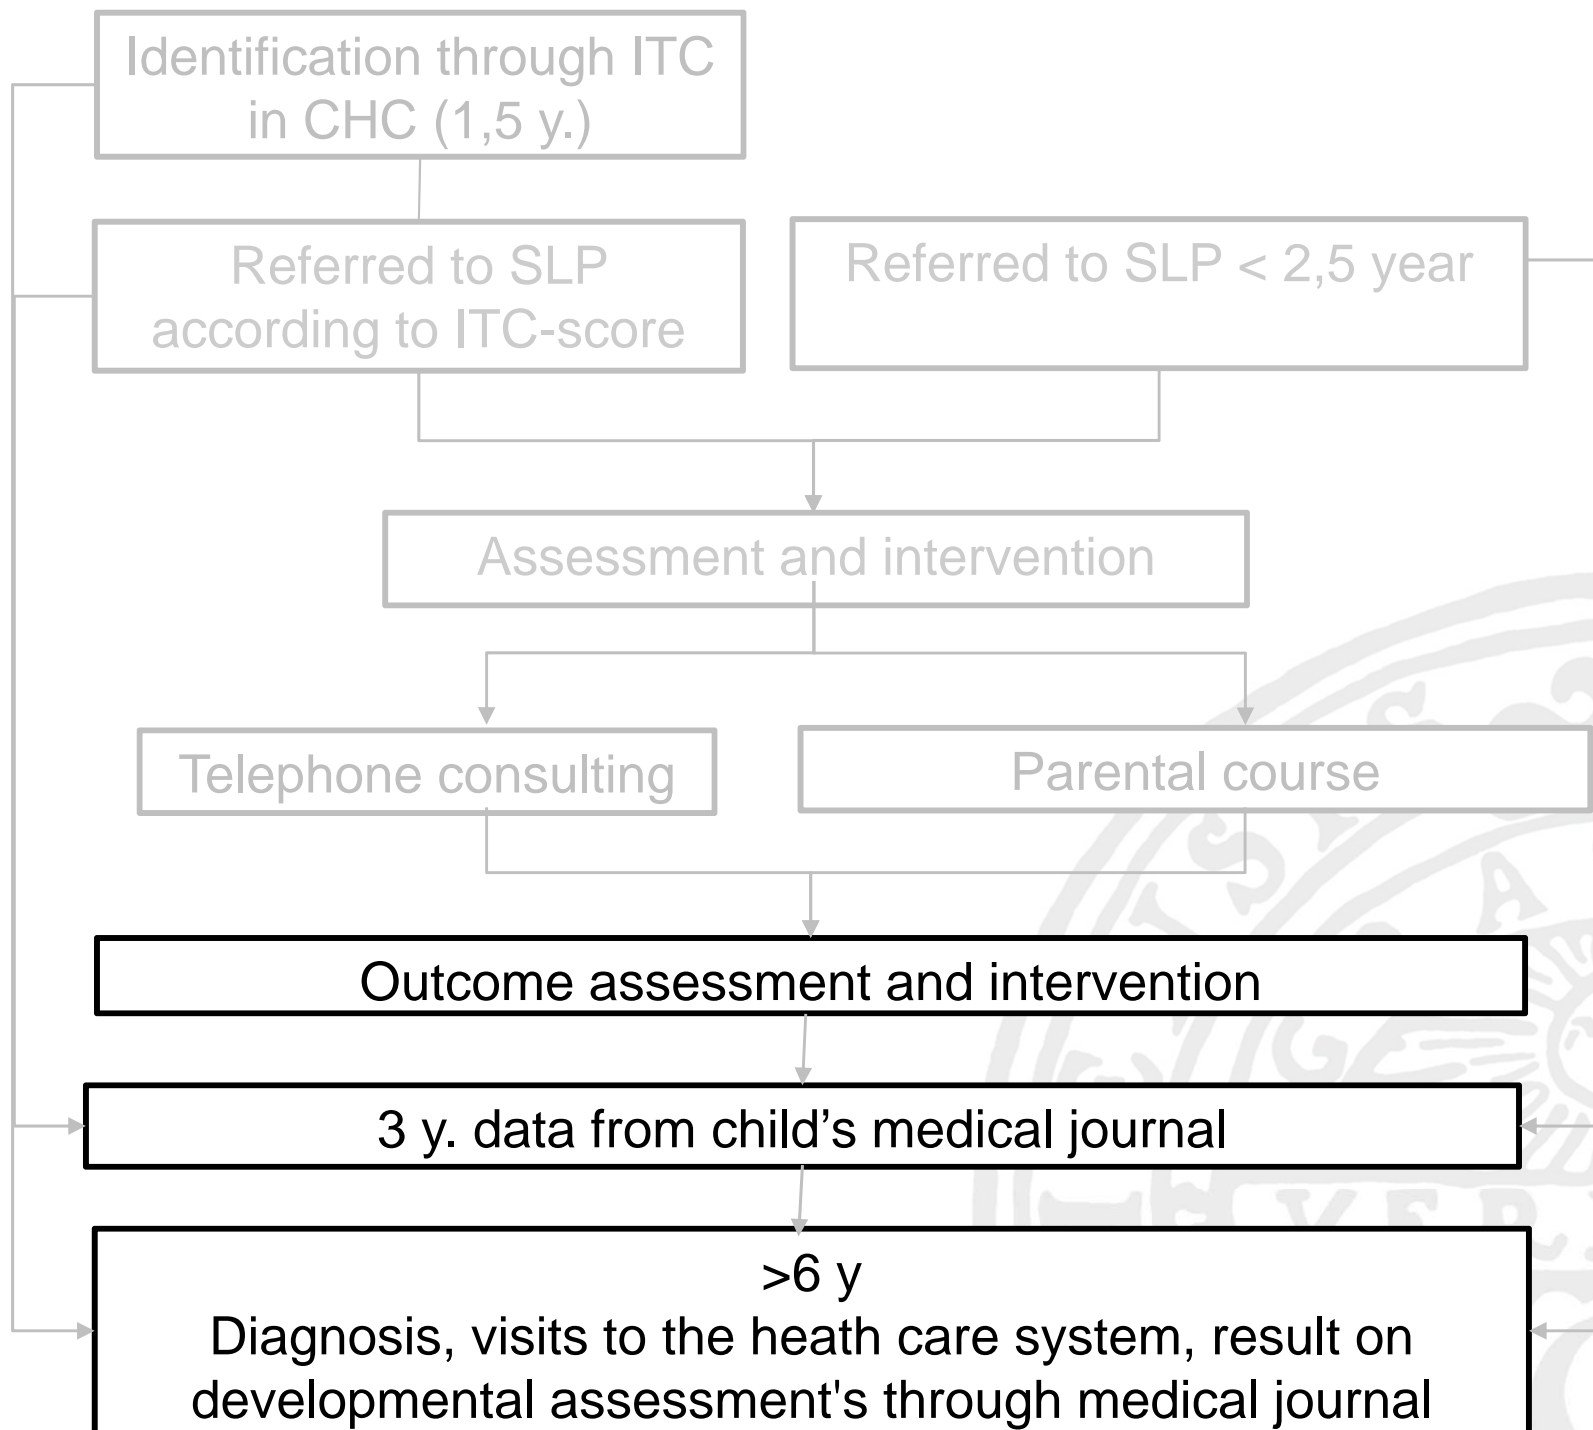 Identification through ITC
in CHC (1,5 y.)
Referred to SLP
according to ITC-score
Referred to SLP < 2,5 year
Assessment and intervention
Telephone consulting
Parental course
Outcome assessment and intervention
3 y. data from child’s medical journal
>6 y
Diagnosis, visits to the heath care system, result on
developmental assessment's through medical journal